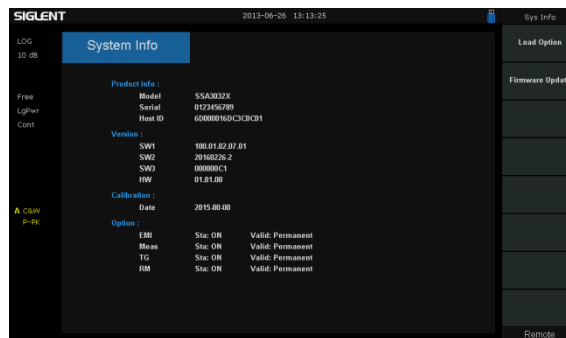 SIGLENT 2013-06-26 13:13:25 Sys Info
LOG
10 dB
System Info
Load Option
Firmware Updat
Product info :
Free
Model SSA3032X
LgPwr
Serial 0123456789
Cont
Version :
SW1 100.01.02.07.01
SW2 20160226-2
SW3 000000C1
HW 01.01.00
Calibration :
Date 2015-00-00
A C&W
P-PK
Option :
EMI Sta: ON Valid: Permanent
Meas Sta: ON Valid: Permanent
TG Sta: ON Valid: Permanent
RM Sta: ON Valid: Permanent
Remote